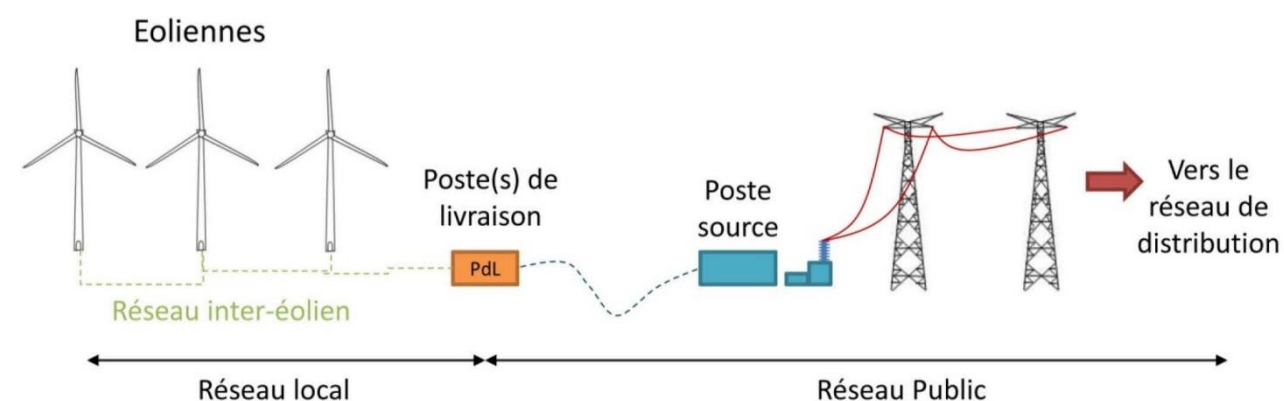 Eoliennes
Poste(s) de
livraison
PdL
Poste
source
Vers le
réseau de
distribution
Réseau inter-éolien
Réseau local
Réseau Public